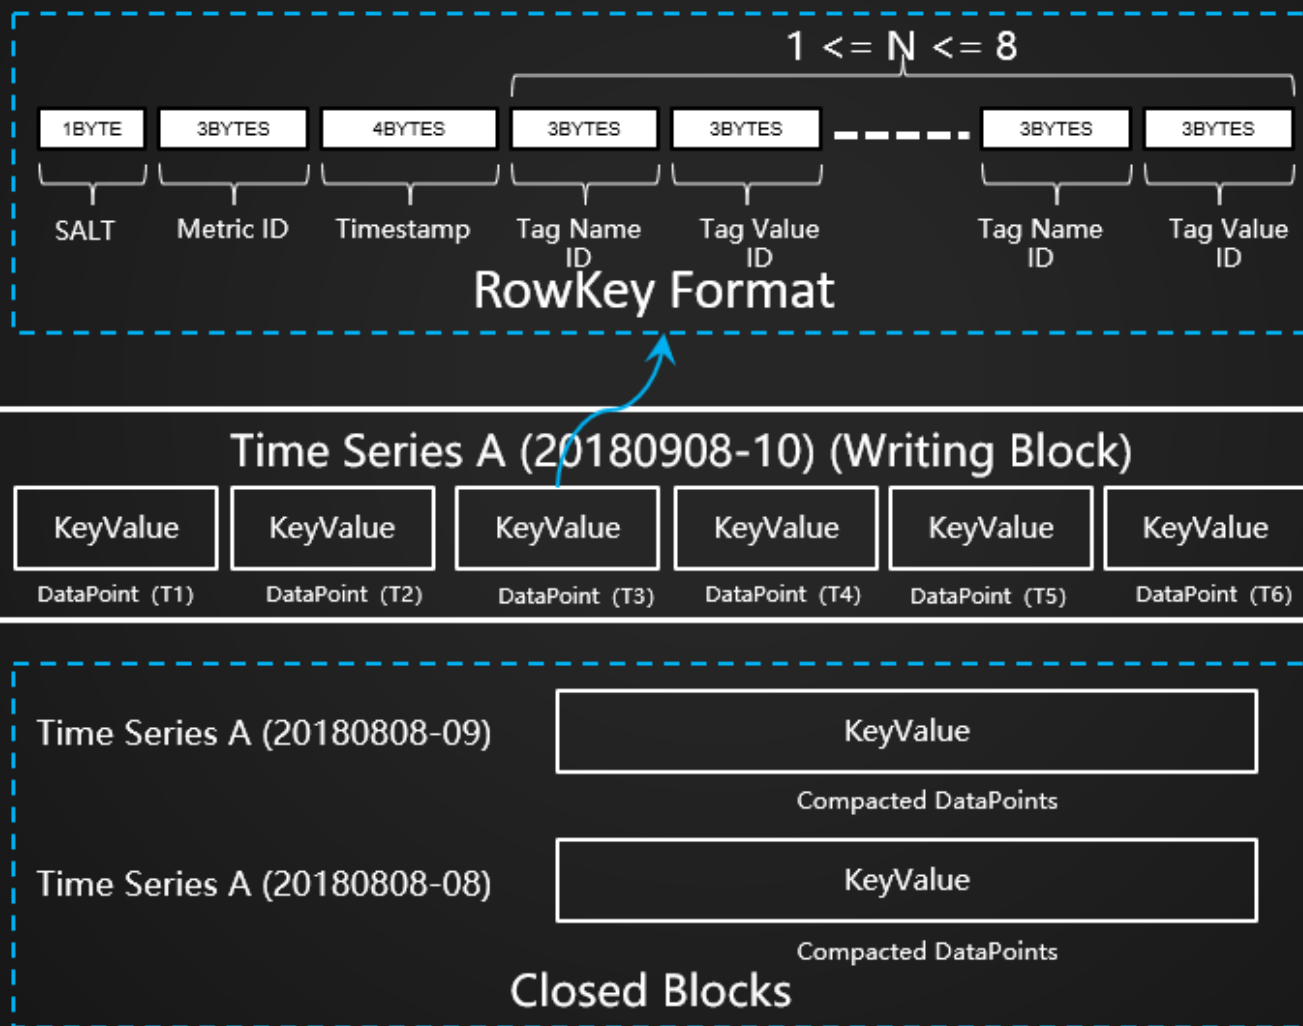 1 <= N <= 8
1BYTE 3BYTES 4BYTES 3BYTES 3BYTES 3BYTES 3BYTES
SALT Metric ID Timestamp Tag Name Tag Value Tag Name Tag Value
ID ID ID ID
RowKey Format
Time Series A (20180908-10) (Writing Block)
KeyValue KeyValue KeyValue KeyValue KeyValue KeyValue
DataPoint (T1) DataPoint (T2) DataPoint (T3) DataPoint (T4) DataPoint (T5) DataPoint (T6)
Time Series A (20180808-09) KeyValue
Compacted DataPoints
Time Series A (20180808-08) KeyValue
Compacted DataPoints
Closed Blocks